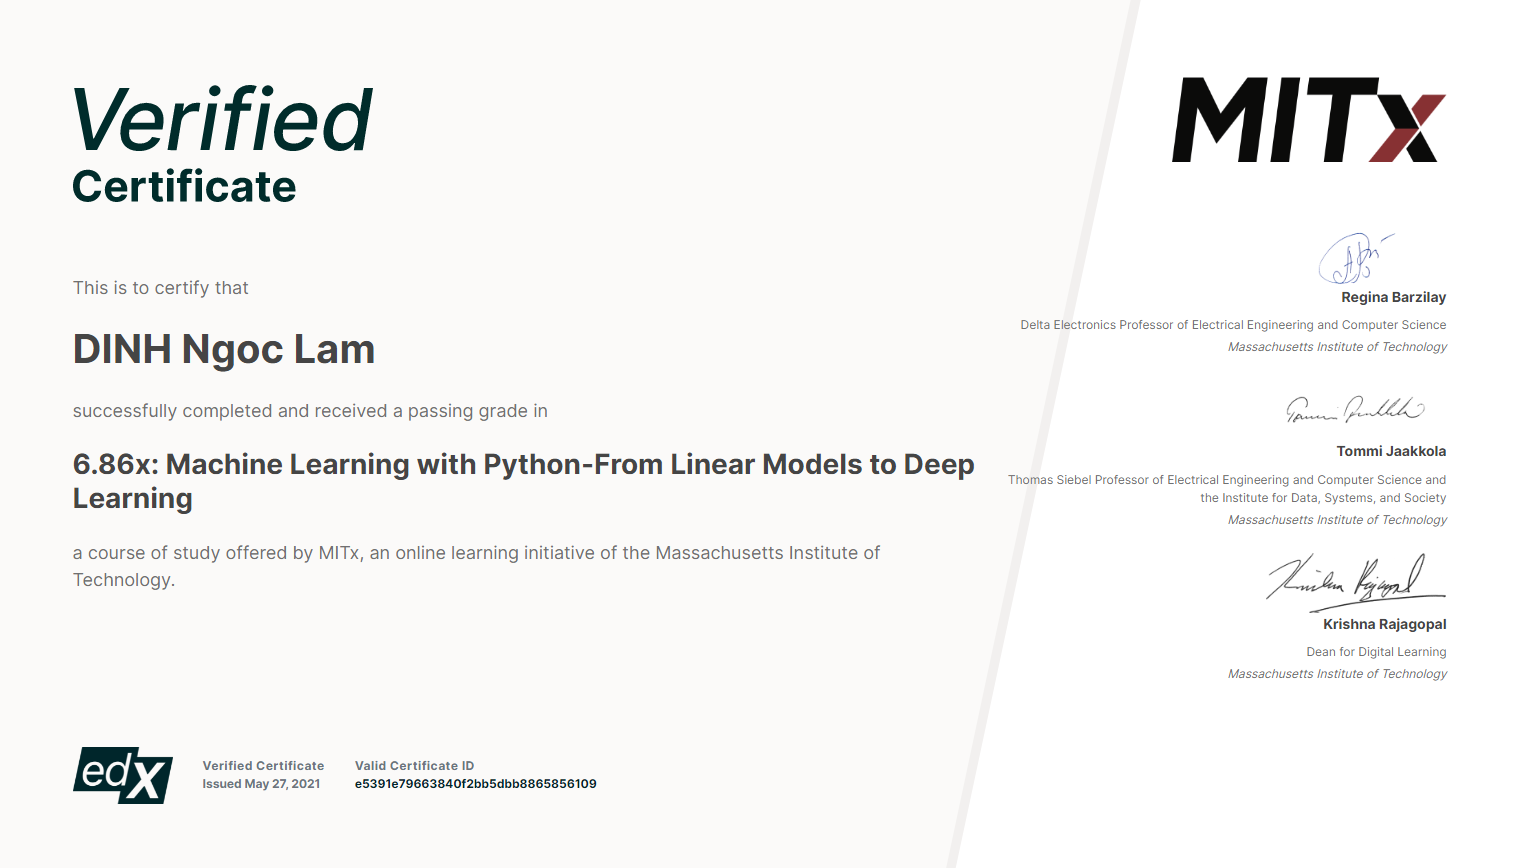 Verified
Certificate
This is to certify that
DINH Ngoc Lam
successfully completed and received a passing grade in
6.86x: Machine Learning with Python-From Linear Models to Deep
Learning
a course of study offered by MITx, an online learning initiative of the Massachusetts Institute of
Technology.
edX
Verified Certificate
Issued May 27, 2021
Valid Certificate ID
e5391e79663840f2bb5dbb8865856109
MITx
Regina Barzilay
Delta Electronics Professor of Electrical Engineering and Computer Science
Massachusetts Institute of Technology
Tommi Jaakkola
Thomas Siebel Professor of Electrical Engineering and Computer Science and
the Institute for Data, Systems, and Society
Massachusetts Institute of Technology
Krishna Rajagopal
Dean for Digital Learning
Massachusetts Institute of Technology